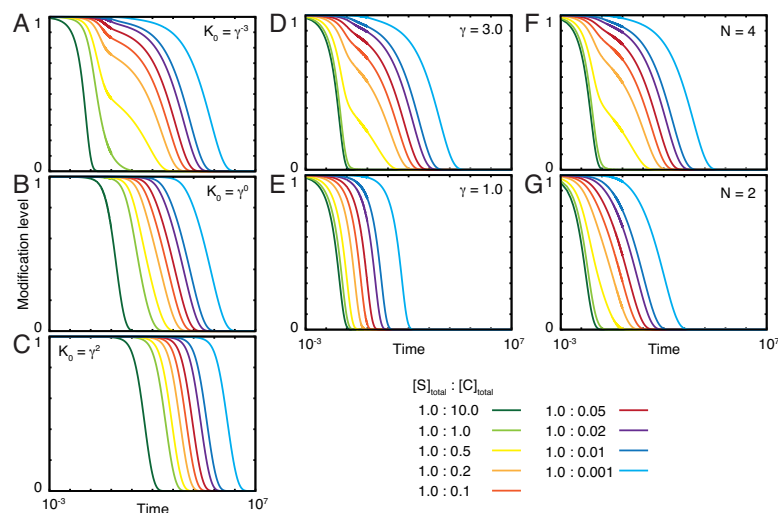 A
1
K₀ = γ⁻³
0
Modification level
B
1
K₀ = γ⁰
0
C
1
K₀ = γ²
0
10⁻³
Time
10⁷
D
1
γ = 3.0
0
E
1
γ = 1.0
0
10⁻³
Time
10⁷
F
1
N = 4
0
G
1
N = 2
0
10⁻³
Time
10⁷
[S]total : [C]total
1.0 : 10.0
1.0 : 1.0
1.0 : 0.5
1.0 : 0.2
1.0 : 0.1
1.0 : 0.05
1.0 : 0.02
1.0 : 0.01
1.0 : 0.001